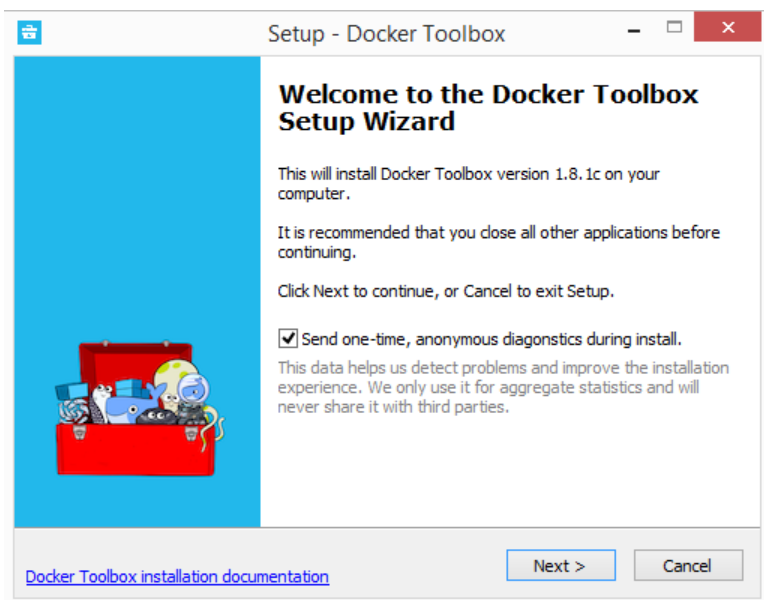 Setup - Docker Toolbox
Welcome to the Docker Toolbox
Setup Wizard
This will install Docker Toolbox version 1.8.1c on your
computer.
It is recommended that you close all other applications before
continuing.
Click Next to continue, or Cancel to exit Setup.
Send one-time, anonymous diagonstics during install.
This data helps us detect problems and improve the installation
experience. We only use it for aggregate statistics and will
never share it with third parties.
Docker Toolbox installation documentation
Next >
Cancel